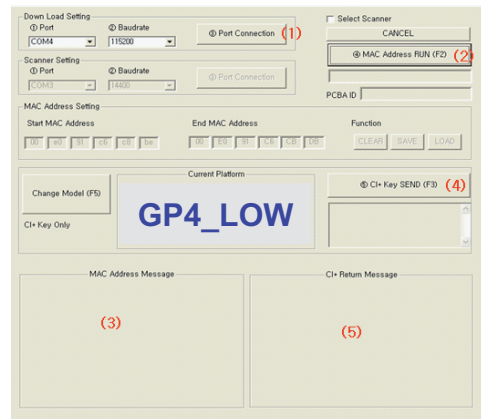 Down Load Setting
① Port ② Baudrate
COM4 115200
③ Port Connection (1)
Select Scanner
CANCEL
④ MAC Address RUN (F2) (2)
Scanner Setting
① Port ② Baudrate
COM3 14400
③ Port Connection
PCBA ID
MAC Address Setting
Start MAC Address End MAC Address Function
00 e0 91 c6 c8 be 00 E0 91 C6 CB DB CLEAR SAVE LOAD
Change Model (F5)
CI+ Key Only
Current Platform
GP4_LOW
⑤ CI+ Key SEND (F3) (4)
MAC Address Message CI+ Return Message
(3) (5)